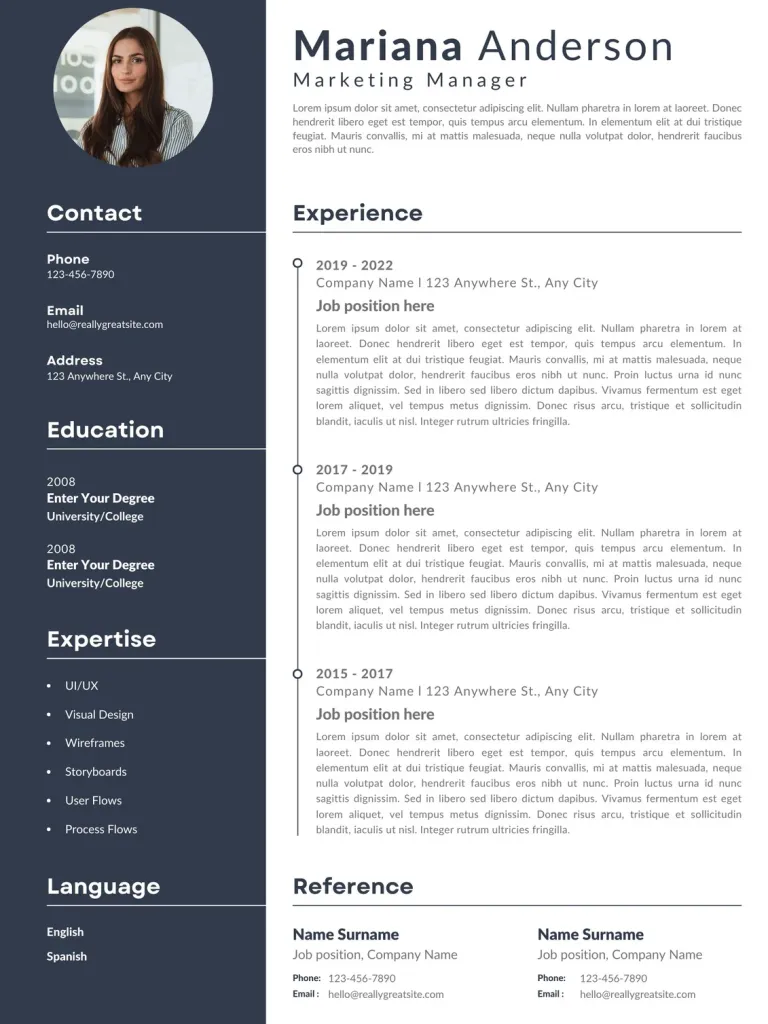 Mariana Anderson
Marketing Manager
Lorem ipsum dolor sit amet, consectetur adipiscing elit. Nullam pharetra in lorem at laoreet. Donec
hendrerit libero eget est tempor, quis tempus arcu elementum. In elementum elit at dui tristique
feugiat. Mauris convallis, mi at mattis malesuada, neque nulla volutpat dolor, hendrerit faucibus
eros nibh ut nunc.
Contact
Phone
123-456-7890
Email
hello@reallygreatsite.com
Address
123 Anywhere St., Any City
Education
2008
Enter Your Degree
University/College
2008
Enter Your Degree
University/College
Expertise
• UI/UX
• Visual Design
• Wireframes
• Storyboards
• User Flows
• Process Flows
Language
English
Spanish
Experience
2019 - 2022
Company Name l 123 Anywhere St., Any City
Job position here
Lorem ipsum dolor sit amet, consectetur adipiscing elit. Nullam pharetra in lorem at
laoreet. Donec hendrerit libero eget est tempor, quis tempus arcu elementum. In
elementum elit at dui tristique feugiat. Mauris convallis, mi at mattis malesuada, neque
nulla volutpat dolor, hendrerit faucibus eros nibh ut nunc. Proin luctus urna id nunc
sagittis dignissim. Sed in libero sed libero dictum dapibus. Vivamus fermentum est eget
lorem aliquet, vel tempus metus dignissim. Donec risus arcu, tristique et sollicitudin
blandit, iaculis ut nisl. Integer rutrum ultricies fringilla.
2017 - 2019
Company Name l 123 Anywhere St., Any City
Job position here
Lorem ipsum dolor sit amet, consectetur adipiscing elit. Nullam pharetra in lorem at
laoreet. Donec hendrerit libero eget est tempor, quis tempus arcu elementum. In
elementum elit at dui tristique feugiat. Mauris convallis, mi at mattis malesuada, neque
nulla volutpat dolor, hendrerit faucibus eros nibh ut nunc. Proin luctus urna id nunc
sagittis dignissim. Sed in libero sed libero dictum dapibus. Vivamus fermentum est eget
lorem aliquet, vel tempus metus dignissim. Donec risus arcu, tristique et sollicitudin
blandit, iaculis ut nisl. Integer rutrum ultricies fringilla.
2015 - 2017
Company Name l 123 Anywhere St., Any City
Job position here
Lorem ipsum dolor sit amet, consectetur adipiscing elit. Nullam pharetra in lorem at
laoreet. Donec hendrerit libero eget est tempor, quis tempus arcu elementum. In
elementum elit at dui tristique feugiat. Mauris convallis, mi at mattis malesuada, neque
nulla volutpat dolor, hendrerit faucibus eros nibh ut nunc. Proin luctus urna id nunc
sagittis dignissim. Sed in libero sed libero dictum dapibus. Vivamus fermentum est eget
lorem aliquet, vel tempus metus dignissim. Donec risus arcu, tristique et sollicitudin
blandit, iaculis ut nisl. Integer rutrum ultricies fringilla.
Reference
Name Surname
Job position, Company Name
Phone: 123-456-7890
Email : hello@reallygreatsite.com
Name Surname
Job position, Company Name
Phone: 123-456-7890
Email : hello@reallygreatsite.com